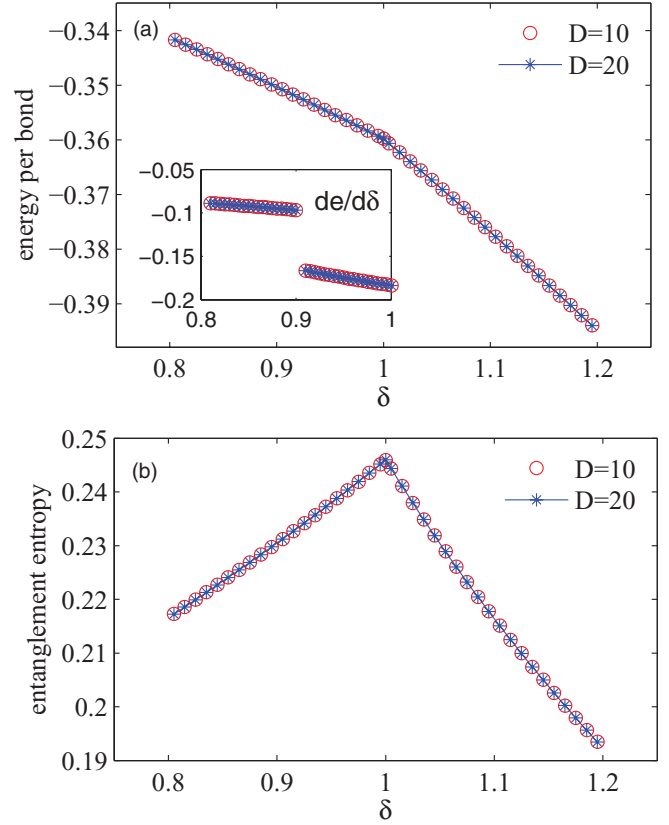 (a)
D=10
D=20
−0.34
−0.35
−0.36
−0.37
−0.38
−0.39
energy per bond
−0.05
−0.1
−0.15
−0.2
de/dδ
0.8 0.9 1
0.8 0.9 1 1.1 1.2
δ
(b)
D=10
D=20
0.25
0.24
0.23
0.22
0.21
0.2
0.19
entanglement entropy
0.8 0.9 1 1.1 1.2
δ